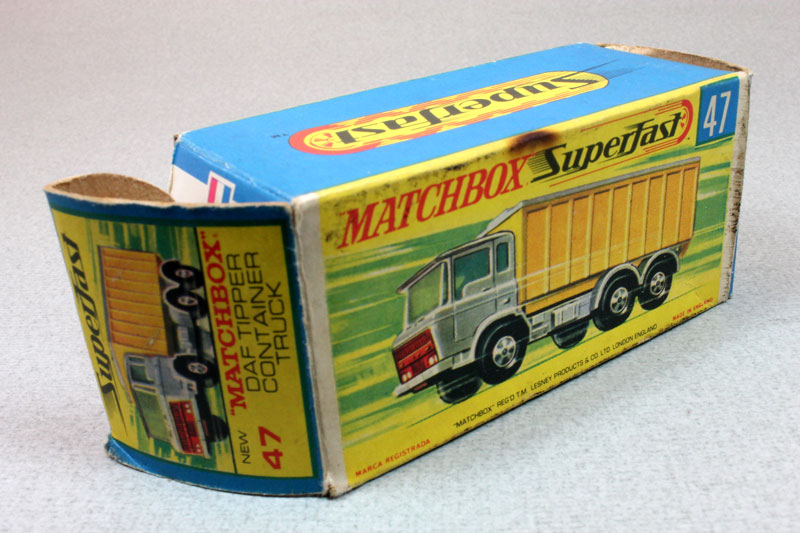 Superfast
TM
MATCHBOX Superfast
47
MADE IN ENGLAND
"MATCHBOX" REG'D T.M. LESNEY PRODUCTS & CO. LTD. LONDON ENGLAND
MARCA REGISTRADA
Superfast
NEW "MATCHBOX"
47 DAF TIPPER
CONTAINER
TRUCK